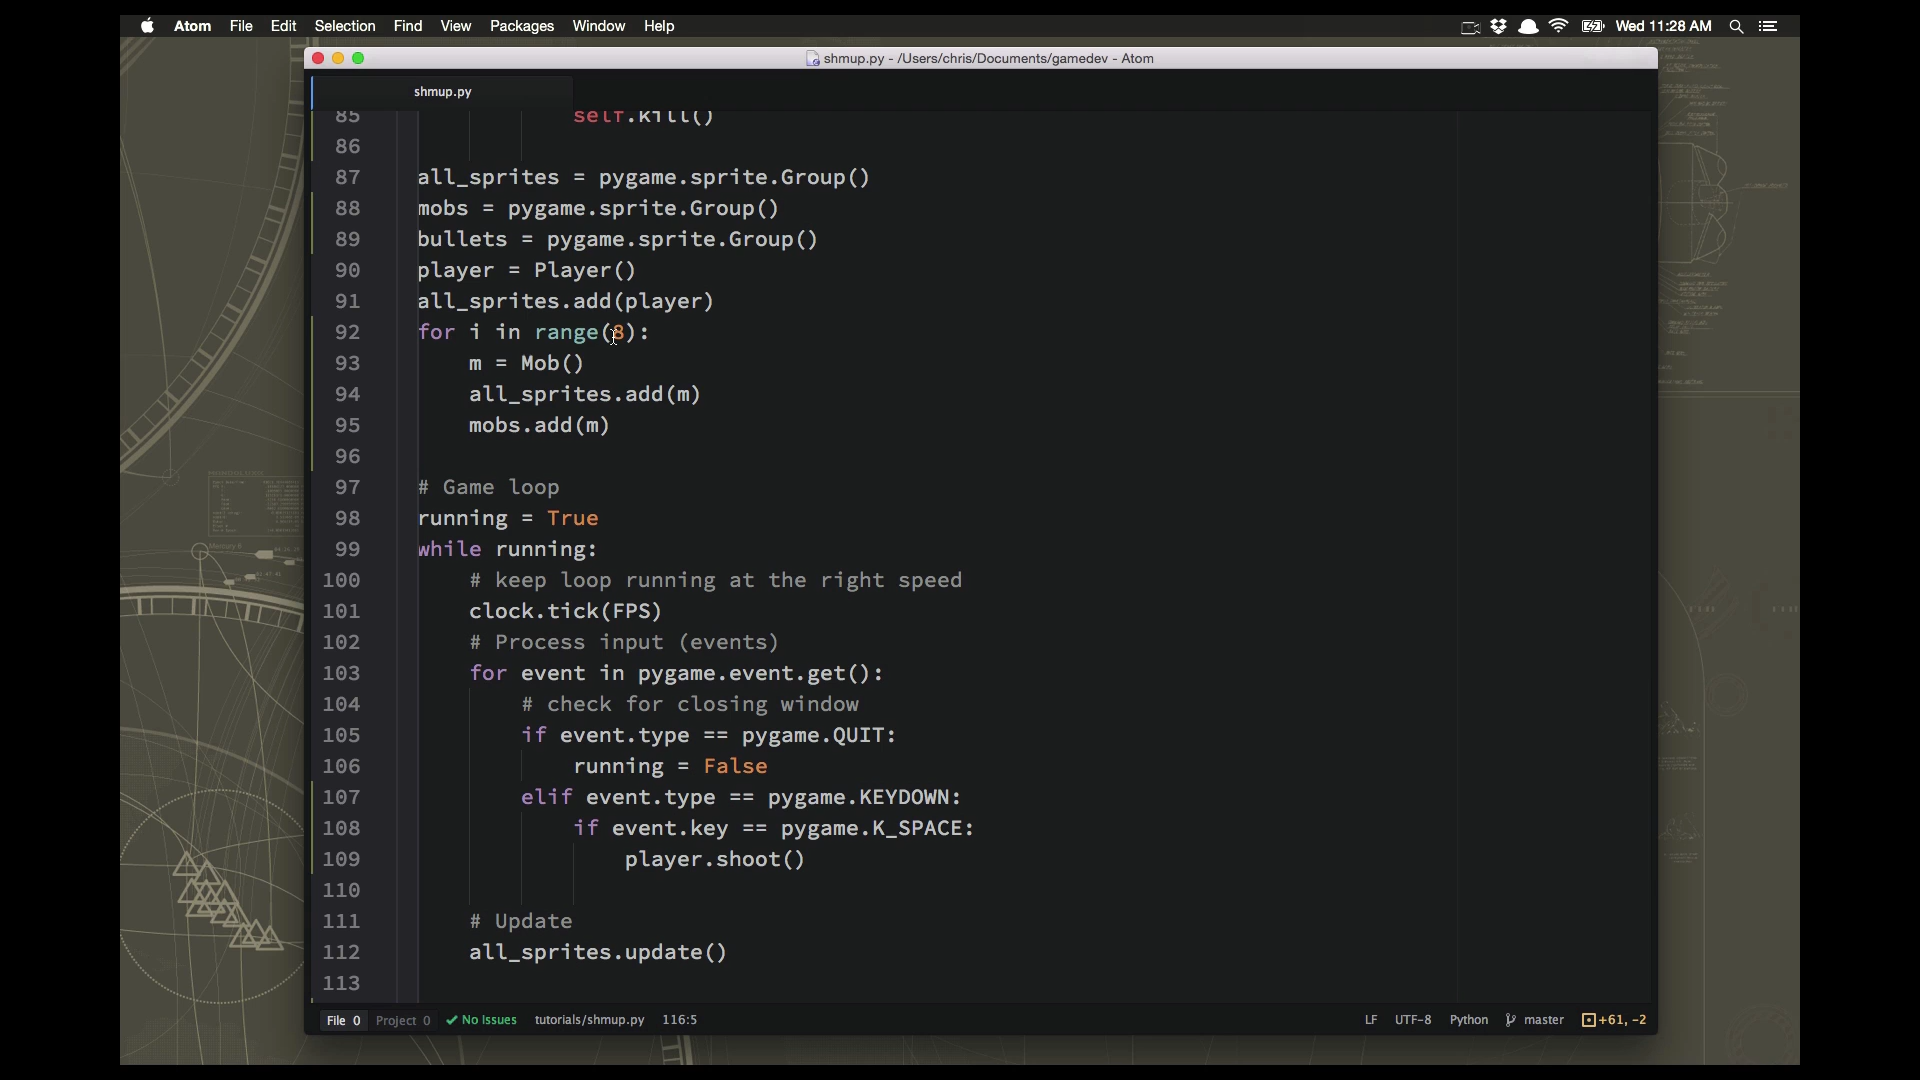 Atom File Edit Selection Find View Packages Window Help Wed 11:28 AM
shmup.py - /Users/chris/Documents/gamedev - Atom
shmup.py
85 self.kill()
86
87 all_sprites = pygame.sprite.Group()
88 mobs = pygame.sprite.Group()
89 bullets = pygame.sprite.Group()
90 player = Player()
91 all_sprites.add(player)
92 for i in range(8):
93 m = Mob()
94 all_sprites.add(m)
95 mobs.add(m)
96
97 # Game loop
98 running = True
99 while running:
100 # keep loop running at the right speed
101 clock.tick(FPS)
102 # Process input (events)
103 for event in pygame.event.get():
104 # check for closing window
105 if event.type == pygame.QUIT:
106 running = False
107 elif event.type == pygame.KEYDOWN:
108 if event.key == pygame.K_SPACE:
109 player.shoot()
110
111 # Update
112 all_sprites.update()
113
File 0 Project 0 No Issues tutorials/shmup.py 116:5 LF UTF-8 Python master +61, -2